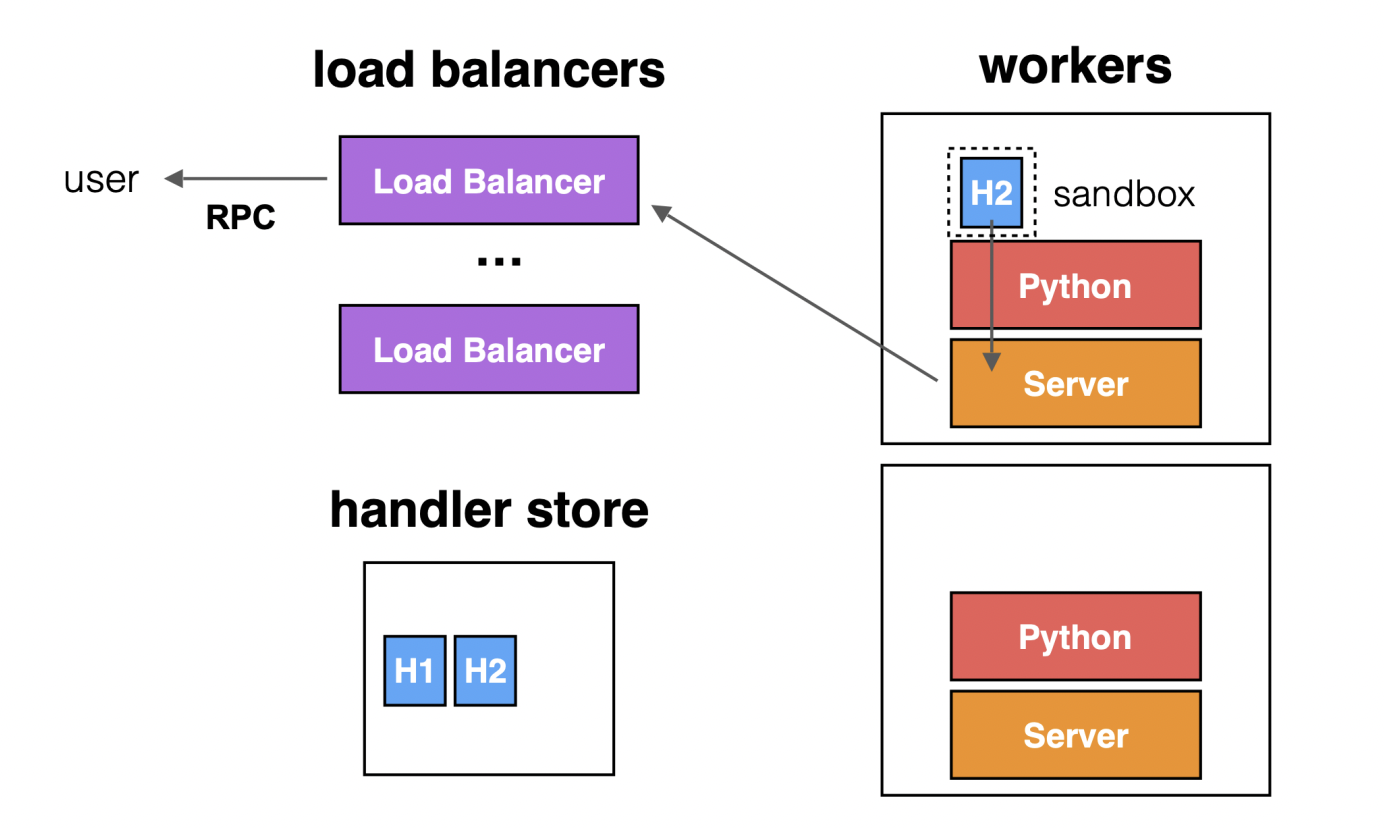 load balancers
workers
user
RPC
Load Balancer
...
Load Balancer
handler store
H1 H2
H2
sandbox
Python
Server
Python
Server